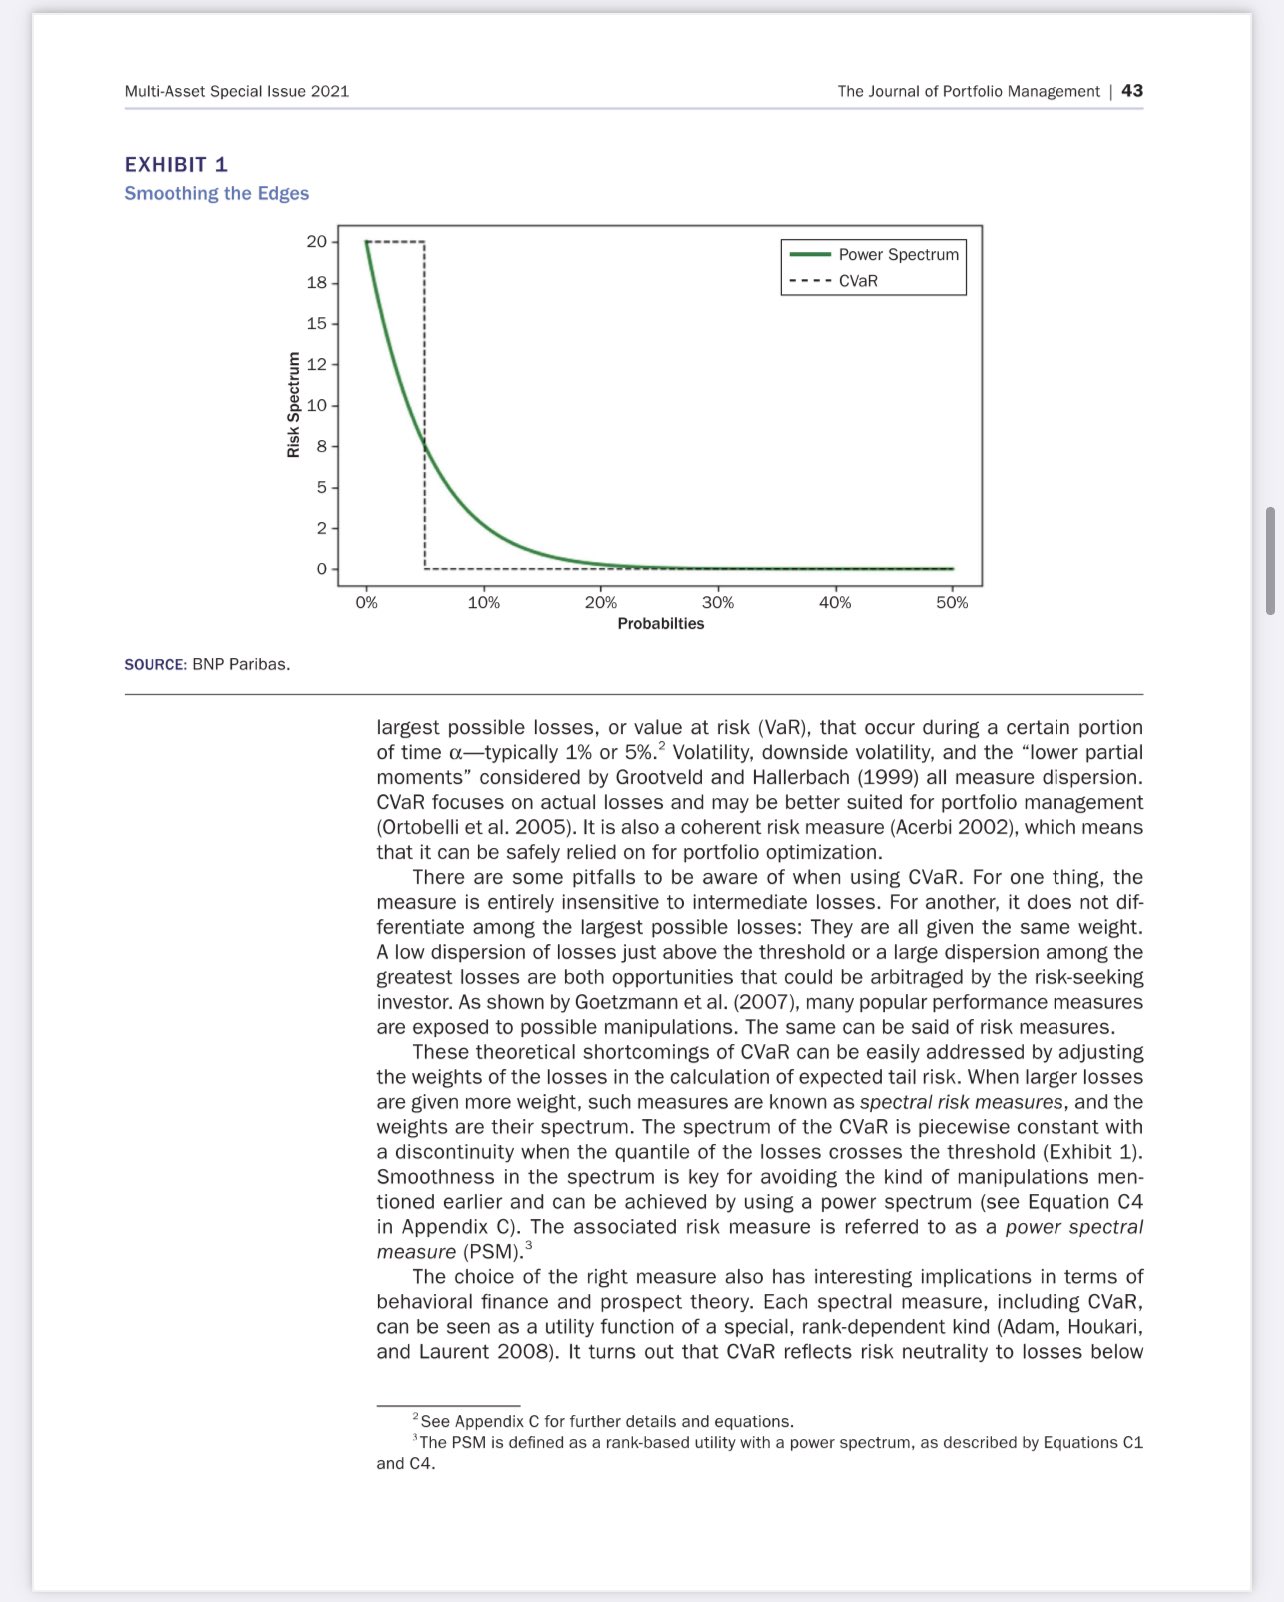 Multi-Asset Special Issue 2021
The Journal of Portfolio Management | 43
EXHIBIT 1
Smoothing the Edges
Risk Spectrum
20
18
15
12
10
8
5
2
0
Power Spectrum
CVaR
0% 10% 20% 30% 40% 50%
Probabilties
SOURCE: BNP Paribas.
largest possible losses, or value at risk (VaR), that occur during a certain portion
of time α—typically 1% or 5%.² Volatility, downside volatility, and the “lower partial
moments” considered by Grootveld and Hallerbach (1999) all measure dispersion.
CVaR focuses on actual losses and may be better suited for portfolio management
(Ortobelli et al. 2005). It is also a coherent risk measure (Acerbi 2002), which means
that it can be safely relied on for portfolio optimization.
There are some pitfalls to be aware of when using CVaR. For one thing, the
measure is entirely insensitive to intermediate losses. For another, it does not dif-
ferentiate among the largest possible losses: They are all given the same weight.
A low dispersion of losses just above the threshold or a large dispersion among the
greatest losses are both opportunities that could be arbitraged by the risk-seeking
investor. As shown by Goetzmann et al. (2007), many popular performance measures
are exposed to possible manipulations. The same can be said of risk measures.
These theoretical shortcomings of CVaR can be easily addressed by adjusting
the weights of the losses in the calculation of expected tail risk. When larger losses
are given more weight, such measures are known as spectral risk measures, and the
weights are their spectrum. The spectrum of the CVaR is piecewise constant with
a discontinuity when the quantile of the losses crosses the threshold (Exhibit 1).
Smoothness in the spectrum is key for avoiding the kind of manipulations men-
tioned earlier and can be achieved by using a power spectrum (see Equation C4
in Appendix C). The associated risk measure is referred to as a power spectral
measure (PSM).³
The choice of the right measure also has interesting implications in terms of
behavioral finance and prospect theory. Each spectral measure, including CVaR,
can be seen as a utility function of a special, rank-dependent kind (Adam, Houkari,
and Laurent 2008). It turns out that CVaR reflects risk neutrality to losses below
² See Appendix C for further details and equations.
³ The PSM is defined as a rank-based utility with a power spectrum, as described by Equations C1
and C4.